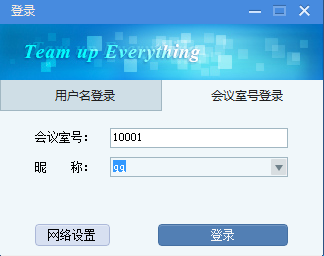 登录
Team up Everything
用户名登录
会议室号登录
会议室号：
10001
昵　称：
qq
网络设置
登录